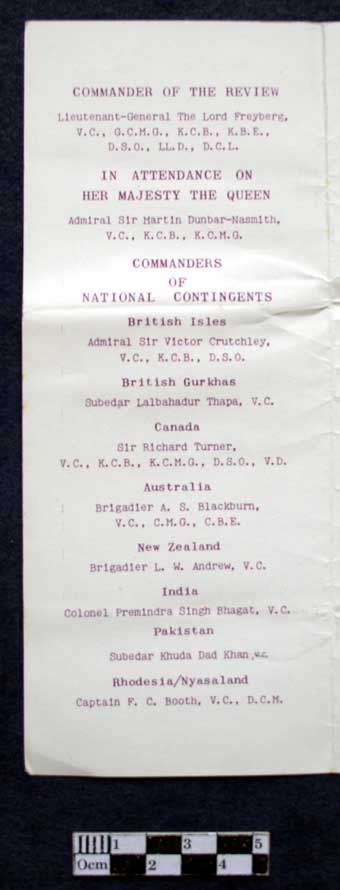 COMMANDER OF THE REVIEW
Lieutenant-General The Lord Freyberg,
V.C., G.C.M.G., K.C.B., K.B.E.,
D.S.O., LL.D., D.C.L.
IN ATTENDANCE ON
HER MAJESTY THE QUEEN
Admiral Sir Martin Dunbar-Nasmith,
V.C., K.C.B., K.C.M.G.
COMMANDERS
OF
NATIONAL CONTINGENTS
British Isles
Admiral Sir Victor Crutchley,
V.C., K.C.B., D.S.O.
British Gurkhas
Subedar Lalbahadur Thapa, V.C.
Canada
Sir Richard Turner,
V.C., K.C.B., K.C.M.G., D.S.O., V.D.
Australia
Brigadier A. S. Blackburn,
V.C., C.M.G., C.B.E.
New Zealand
Brigadier L. W. Andrew, V.C.
India
Colonel Premindra Singh Bhagat, V.C.
Pakistan
Subedar Khuda Dad Khan, V.C.
Rhodesia/Nyasaland
Captain F. C. Booth, V.C., D.C.M.
1 3 5
0cm 2 4